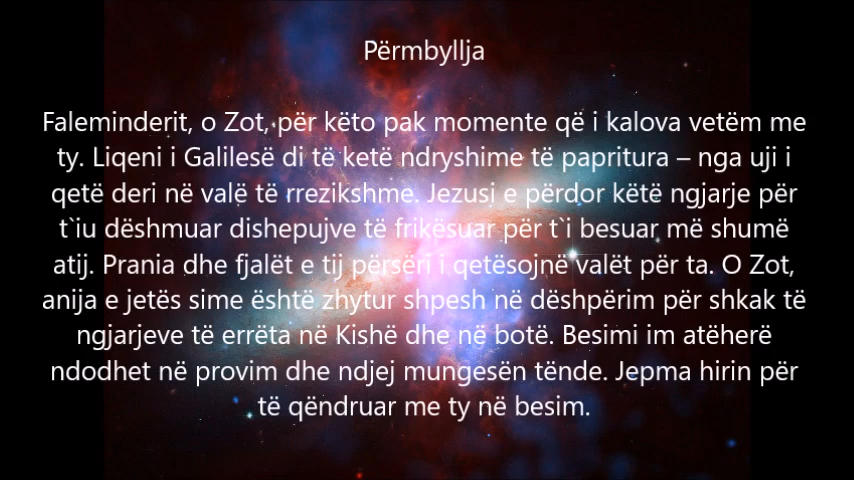 Përmbyllja
Faleminderit, o Zot, për këto pak momente që i kalova vetëm me
ty. Liqeni i Galilesë di të ketë ndryshime të papritura – nga uji i
qetë deri në valë të rrezikshme. Jezusi e përdor këtë ngjarje për
t`iu dëshmuar dishepujve të frikësuar për t`i besuar më shumë
atij. Prania dhe fjalët e tij përsëri i qetësojnë valët për ta. O Zot,
anija e jetës sime është zhytur shpesh në dëshpërim për shkak të
ngjarjeve të errëta në Kishë dhe në botë. Besimi im atëherë
ndodhet në provim dhe ndjej mungesën tënde. Jepma hirin për
të qëndruar me ty në besim.